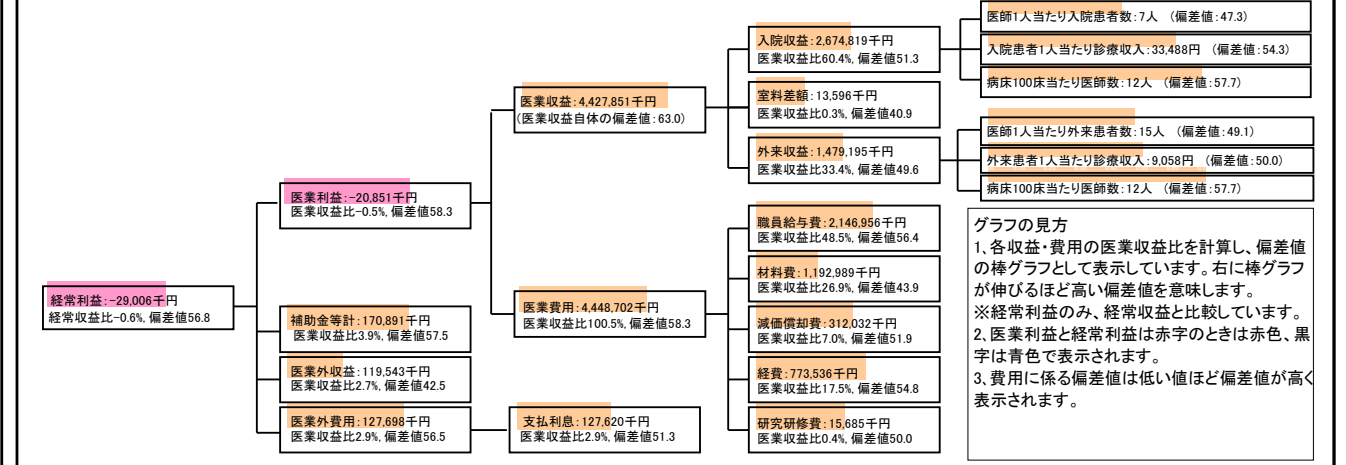 経常利益:-29,006千円
経常収益比-0.6%, 偏差値56.8
医業利益:-20,851千円
医業収益比-0.5%, 偏差値58.3
補助金等計:170,891千円
医業収益比3.9%, 偏差値57.5
医業外収益:119,543千円
医業収益比2.7%, 偏差値42.5
医業外費用:127,698千円
医業収益比2.9%, 偏差値56.5
支払利息:127,620千円
医業収益比2.9%, 偏差値51.3
医業収益:4,427,851千円
(医業収益自体の偏差値:63.0)
医業費用:4,448,702千円
医業収益比100.5%, 偏差値58.3
入院収益:2,674,819千円
医業収益比60.4%, 偏差値51.3
室料差額:13,596千円
医業収益比0.3%, 偏差値40.9
外来収益:1,479,195千円
医業収益比33.4%, 偏差値49.6
職員給与費:2,146,956千円
医業収益比48.5%, 偏差値56.4
材料費:1,192,989千円
医業収益比26.9%, 偏差値43.9
減価償却費:312,032千円
医業収益比7.0%, 偏差値51.9
経費:773,536千円
医業収益比17.5%, 偏差値54.8
研究研修費:15,685千円
医業収益比0.4%, 偏差値50.0
医師1人当たり入院患者数:7人 (偏差値:47.3)
入院患者1人当たり診療収入:33,488円 (偏差値:54.3)
病床100床当たり医師数:12人 (偏差値:57.7)
医師1人当たり外来患者数:15人 (偏差値:49.1)
外来患者1人当たり診療収入:9,058円 (偏差値:50.0)
病床100床当たり医師数:12人 (偏差値:57.7)
グラフの見方
1、各収益・費用の医業収益比を計算し、偏差値
の棒グラフとして表示しています。右に棒グラフ
が伸びるほど高い偏差値を意味します。
※経常利益のみ、経常収益と比較しています。
2、医業利益と経常利益は赤字のときは赤色、黒
字は青色で表示されます。
3、費用に係る偏差値は低い値ほど偏差値が高く
表示されます。